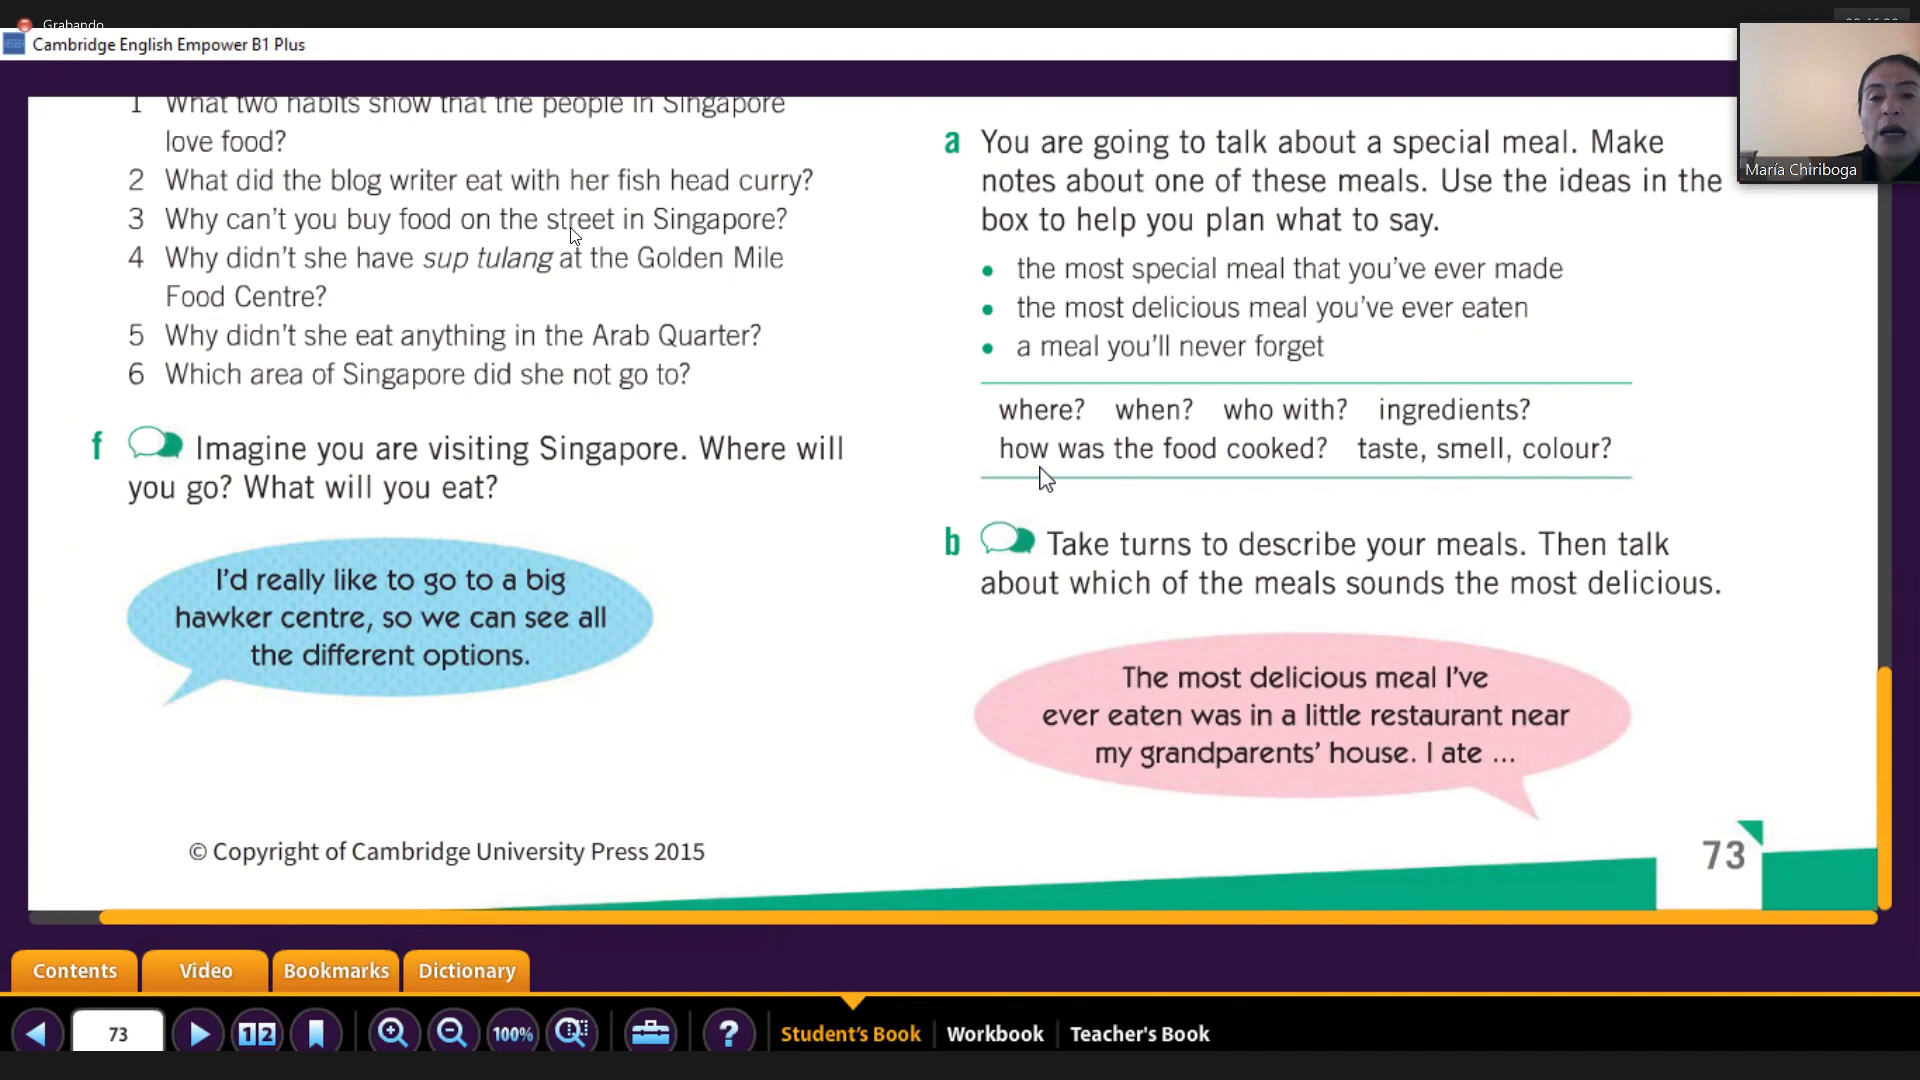 Grabando
Cambridge English Empower B1 Plus
María Chiriboga
1 What two habits show that the people in Singapore
love food?
2 What did the blog writer eat with her fish head curry?
3 Why can't you buy food on the street in Singapore?
4 Why didn't she have sup tulang at the Golden Mile
Food Centre?
5 Why didn't she eat anything in the Arab Quarter?
6 Which area of Singapore did she not go to?
f Imagine you are visiting Singapore. Where will
you go? What will you eat?
I'd really like to go to a big
hawker centre, so we can see all
the different options.
© Copyright of Cambridge University Press 2015
a You are going to talk about a special meal. Make
notes about one of these meals. Use the ideas in the
box to help you plan what to say.
• the most special meal that you've ever made
• the most delicious meal you've ever eaten
• a meal you'll never forget
where? when? who with? ingredients?
how was the food cooked? taste, smell, colour?
b Take turns to describe your meals. Then talk
about which of the meals sounds the most delicious.
The most delicious meal I've
ever eaten was in a little restaurant near
my grandparents' house. I ate ...
73
Contents Video Bookmarks Dictionary
73 12 100% ? Student's Book Workbook Teacher's Book